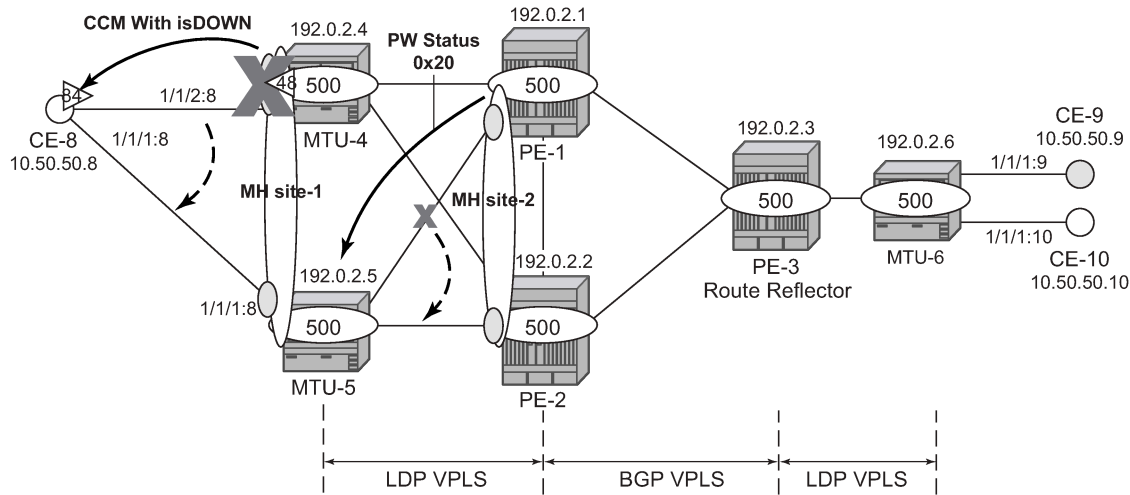 192.0.2.1
CCM With isDOWN
192.0.2.4
PW Status
0x20
84
48
500
500
1/1/2:8
CE-8
10.50.50.8
1/1/1:8
MTU-4
PE-1
192.0.2.3
192.0.2.6
CE-9
10.50.50.9
1/1/1:9
MH site-1
MH site-2
X
500
500
1/1/1:10
CE-10
10.50.50.10
PE-3
Route Reflector
MTU-6
192.0.2.5
192.0.2.2
1/1/1:8
500
500
MTU-5
PE-2
LDP VPLS
BGP VPLS
LDP VPLS